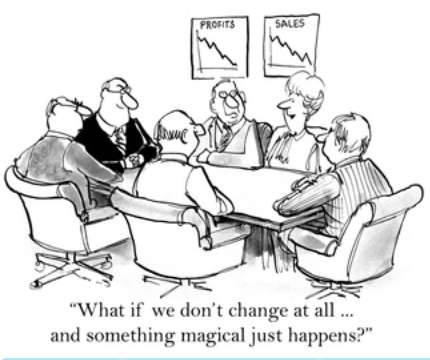 PROFITS
SALES
“What if we don’t change at all ...
and something magical just happens?”